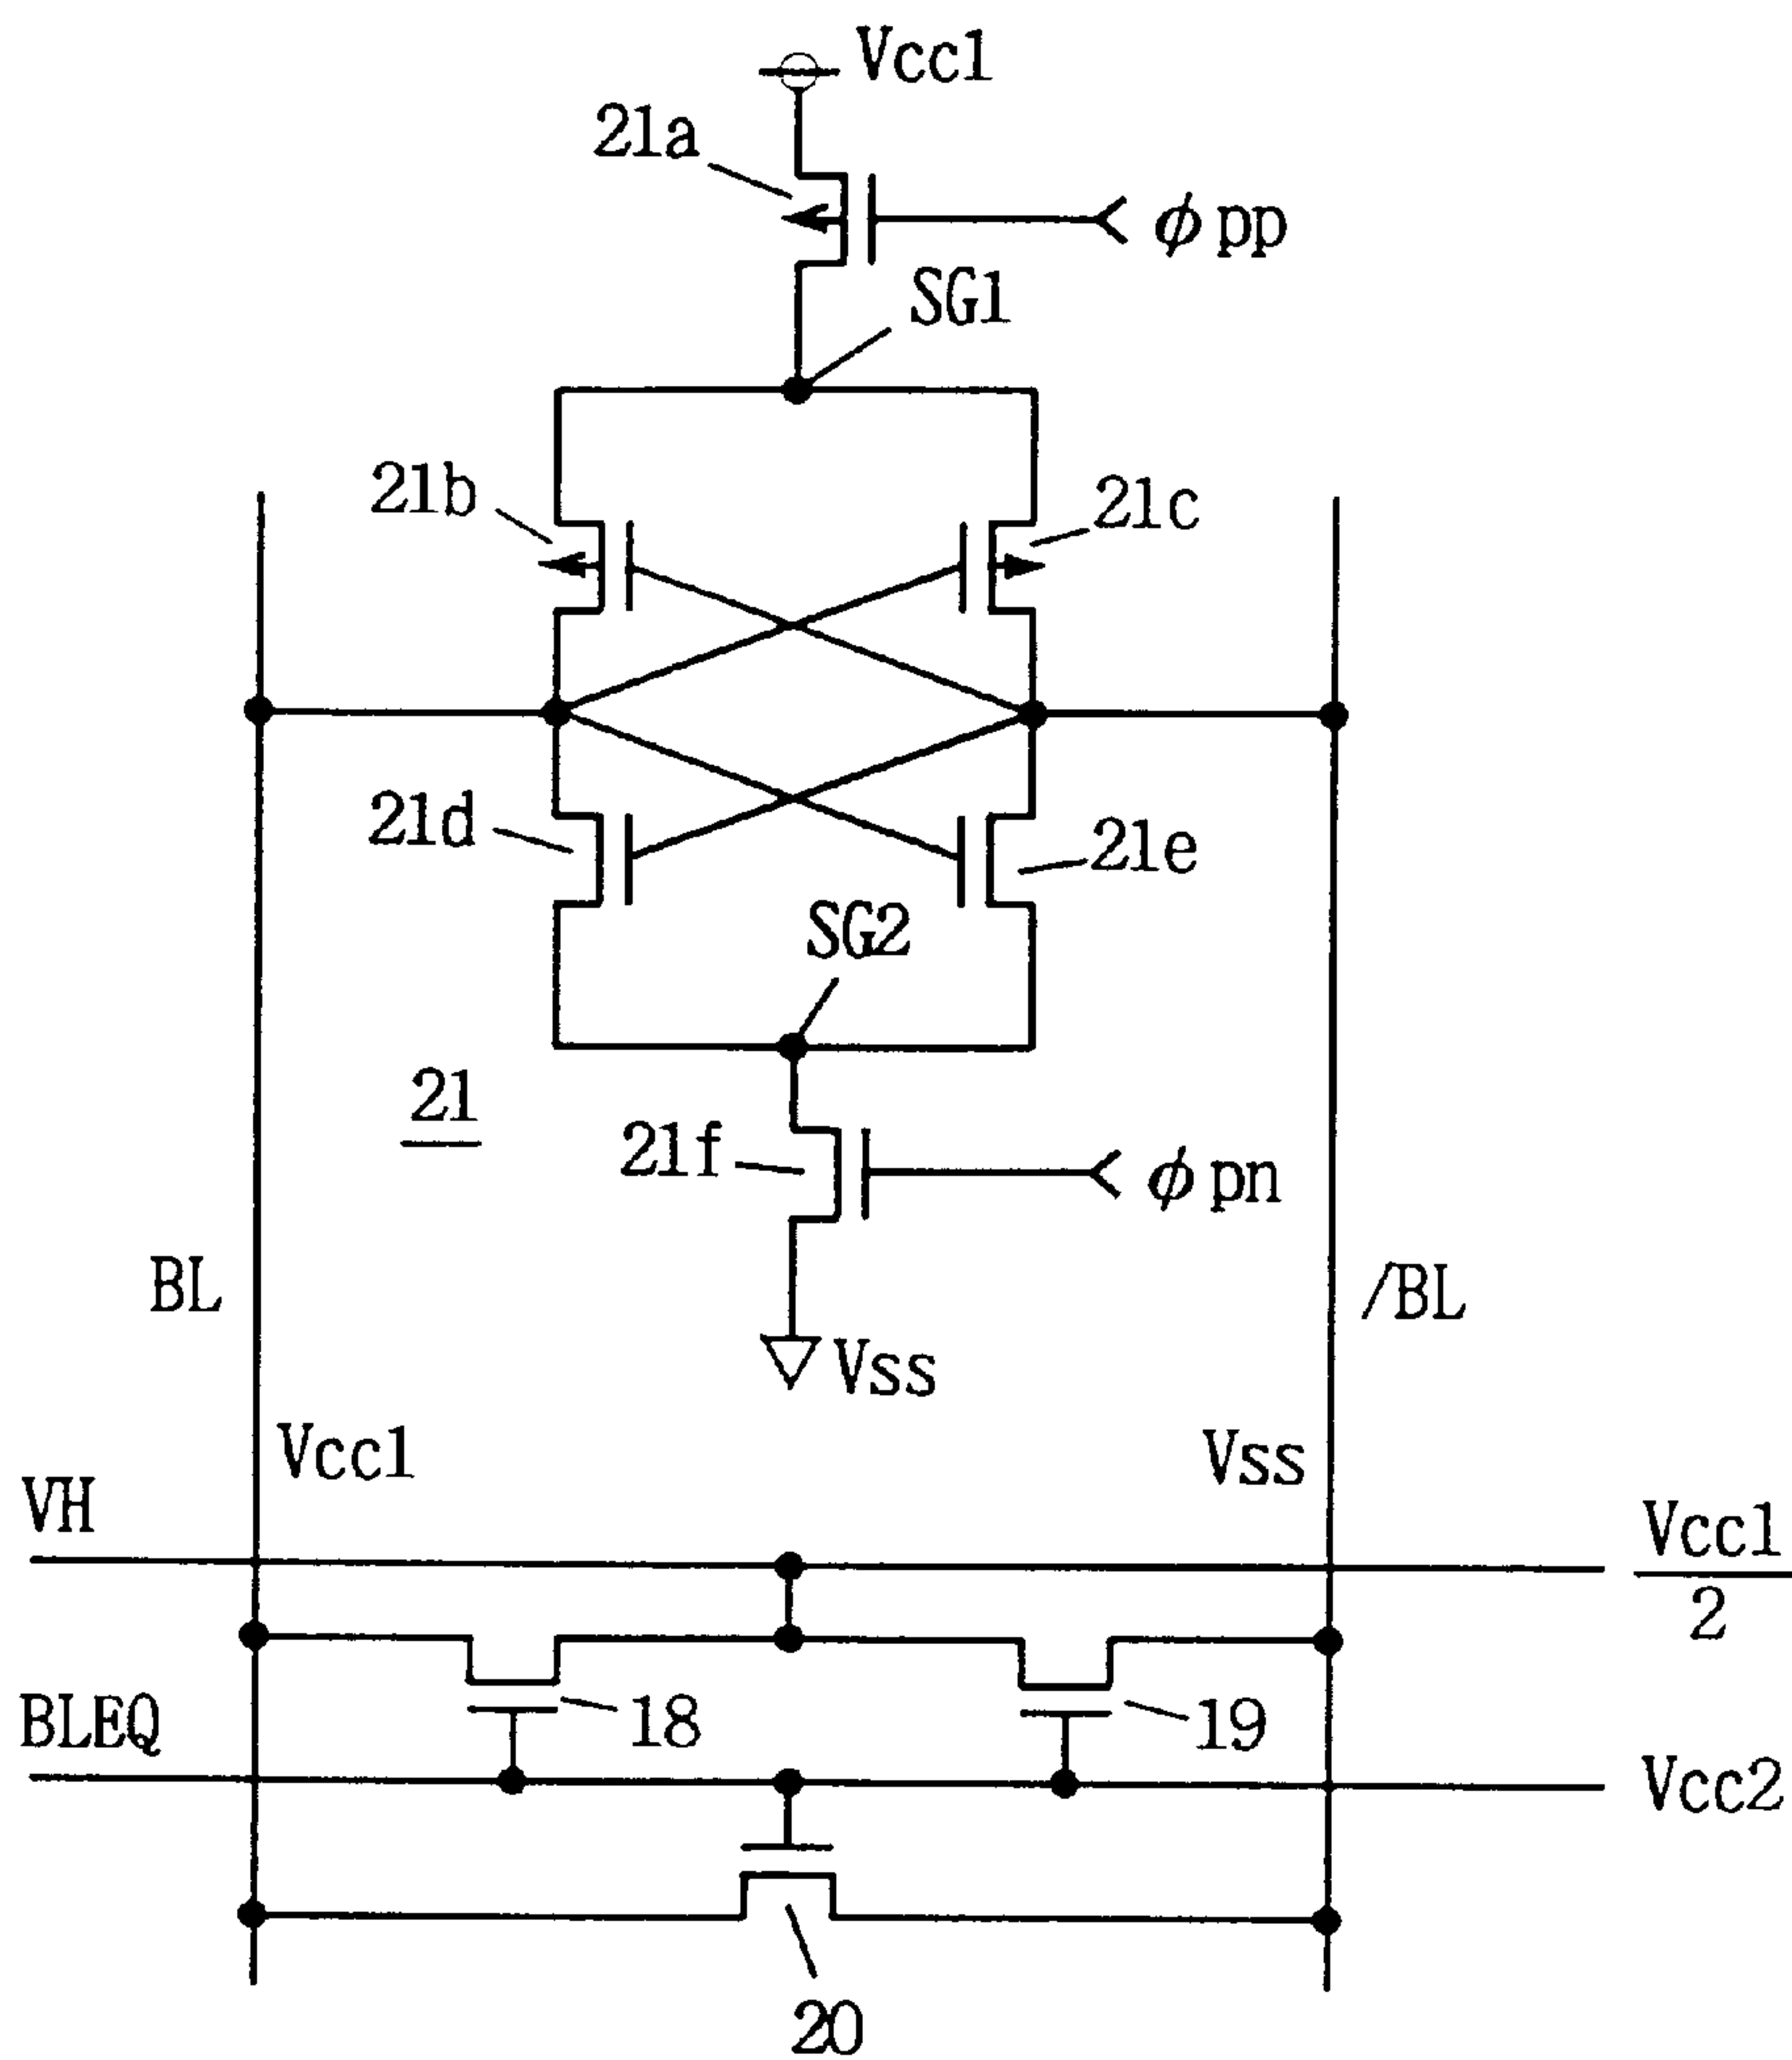 Vcc1
21a
φpp
SG1
21b
21c
21d
21e
SG2
21
21f
φpn
BL
/BL
Vss
Vcc1
Vss
VH
Vcc1
2
18
19
BLEQ
Vcc2
20